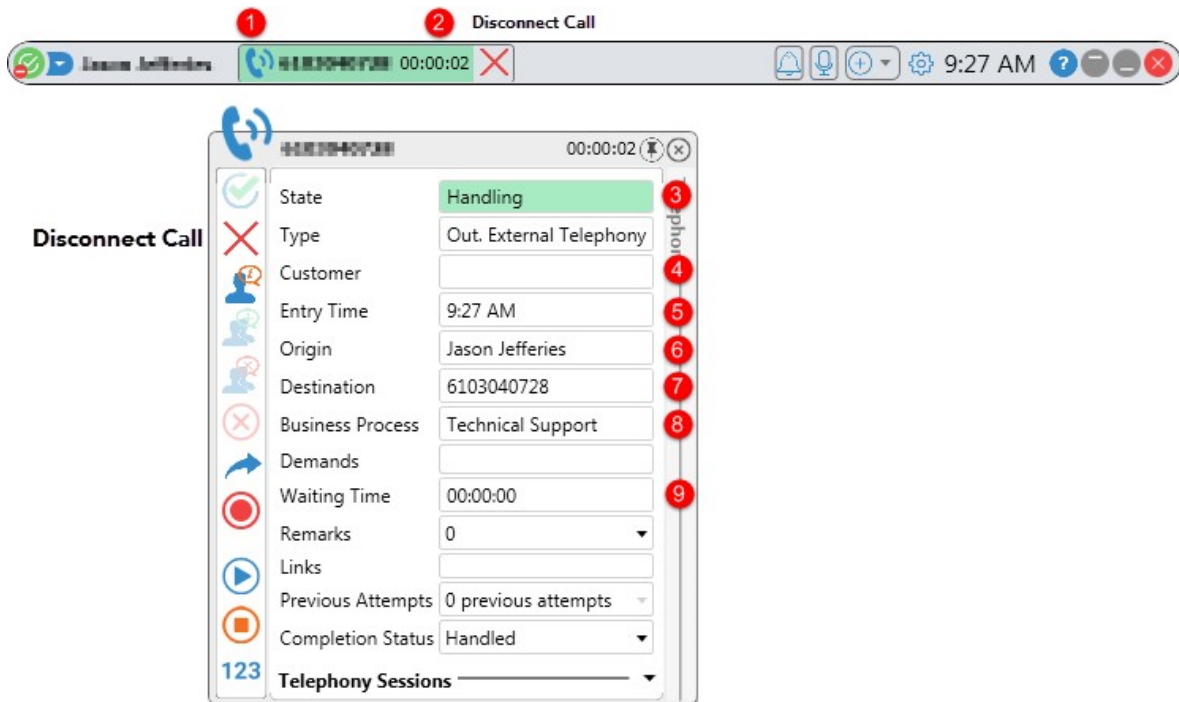 1 2 Disconnect Call
00:00:02 9:27 AM ?
00:00:02
State Handling 3
Disconnect Call Type Out. External Telephony
Customer 4
Entry Time 9:27 AM 5
Origin Jason Jefferies 6
Destination 6103040728 7
Business Process Technical Support 8
Demands
Waiting Time 00:00:00 9
Remarks 0
Links
Previous Attempts 0 previous attempts
Completion Status Handled
123 Telephony Sessions